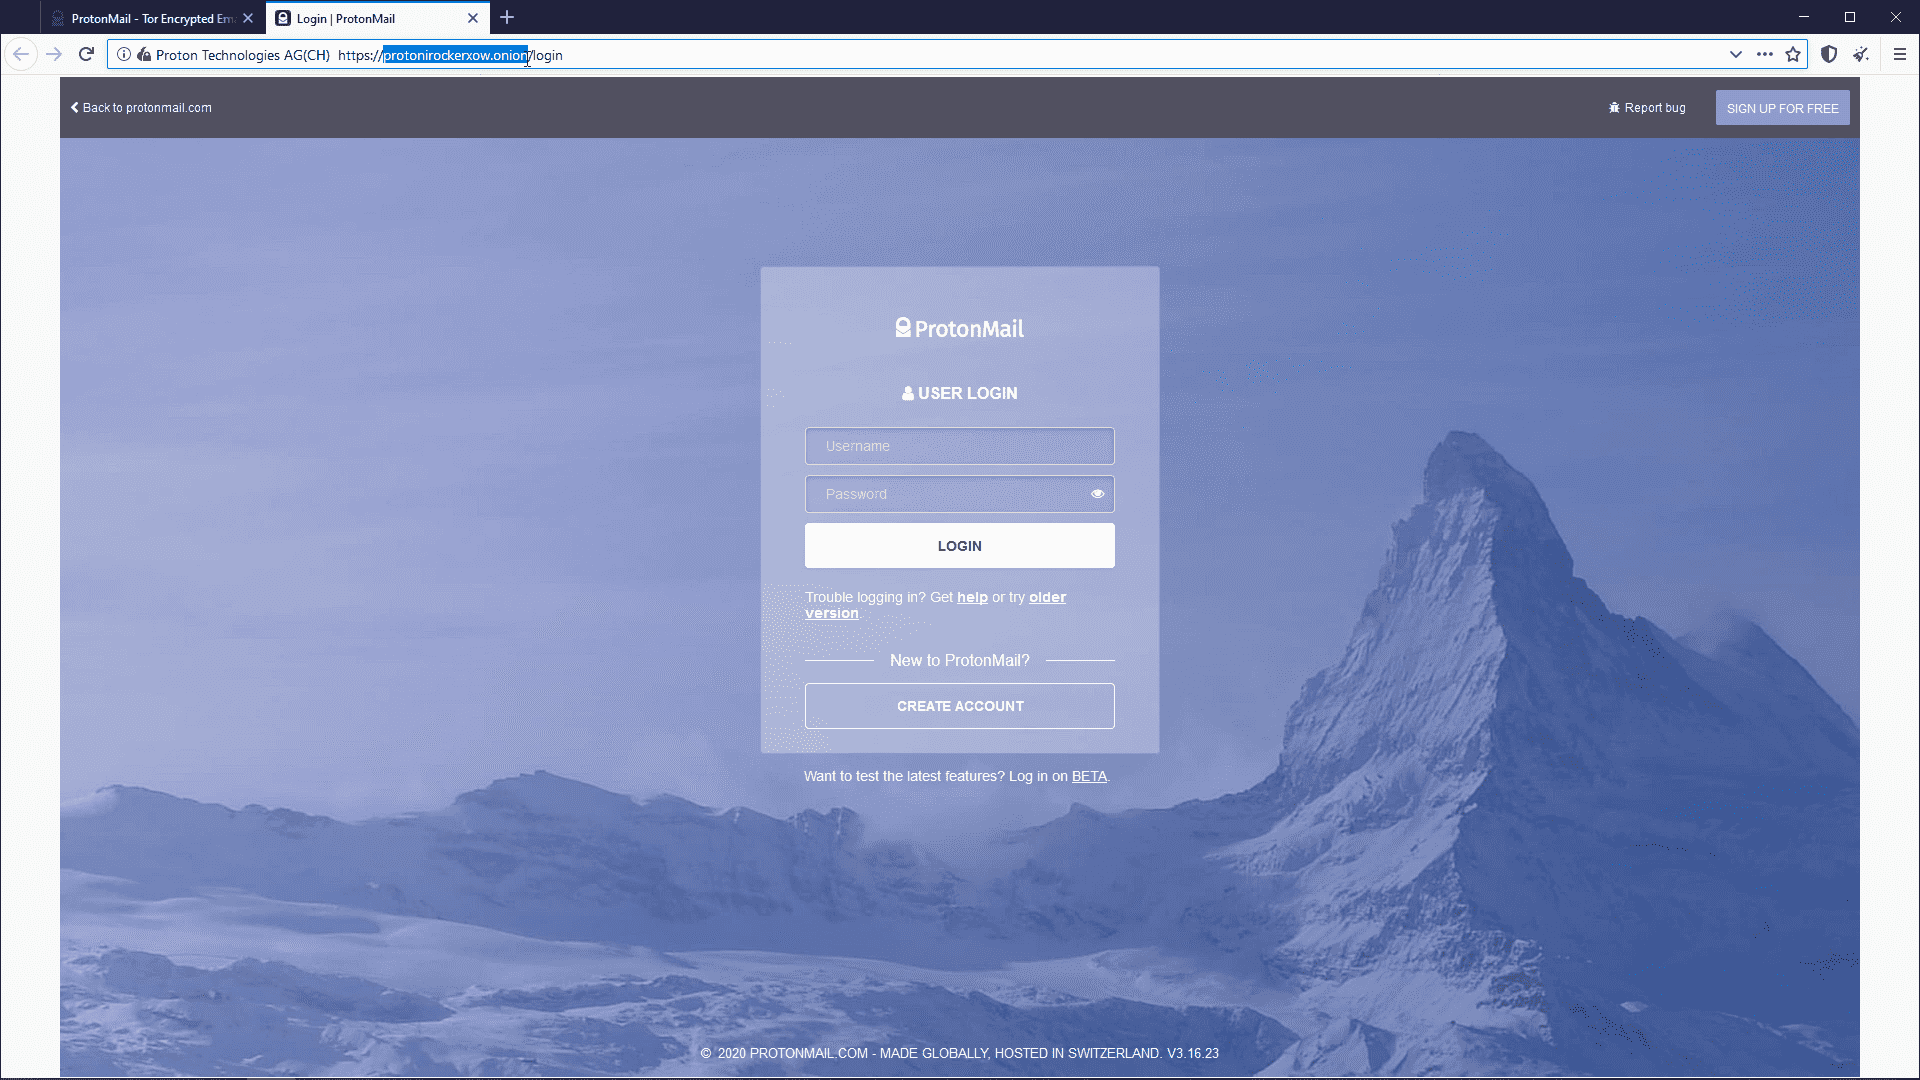 ProtonMail - Tor Encrypted Em
Login | ProtonMail
Proton Technologies AG(CH) https://protonirockerxow.onion/login
Back to protonmail.com
Report bug
SIGN UP FOR FREE
ProtonMail
USER LOGIN
Username
Password
LOGIN
Trouble logging in? Get help or try older
version.
New to ProtonMail?
CREATE ACCOUNT
Want to test the latest features? Log in on BETA.
© 2020 PROTONMAIL.COM - MADE GLOBALLY, HOSTED IN SWITZERLAND. V3.16.23